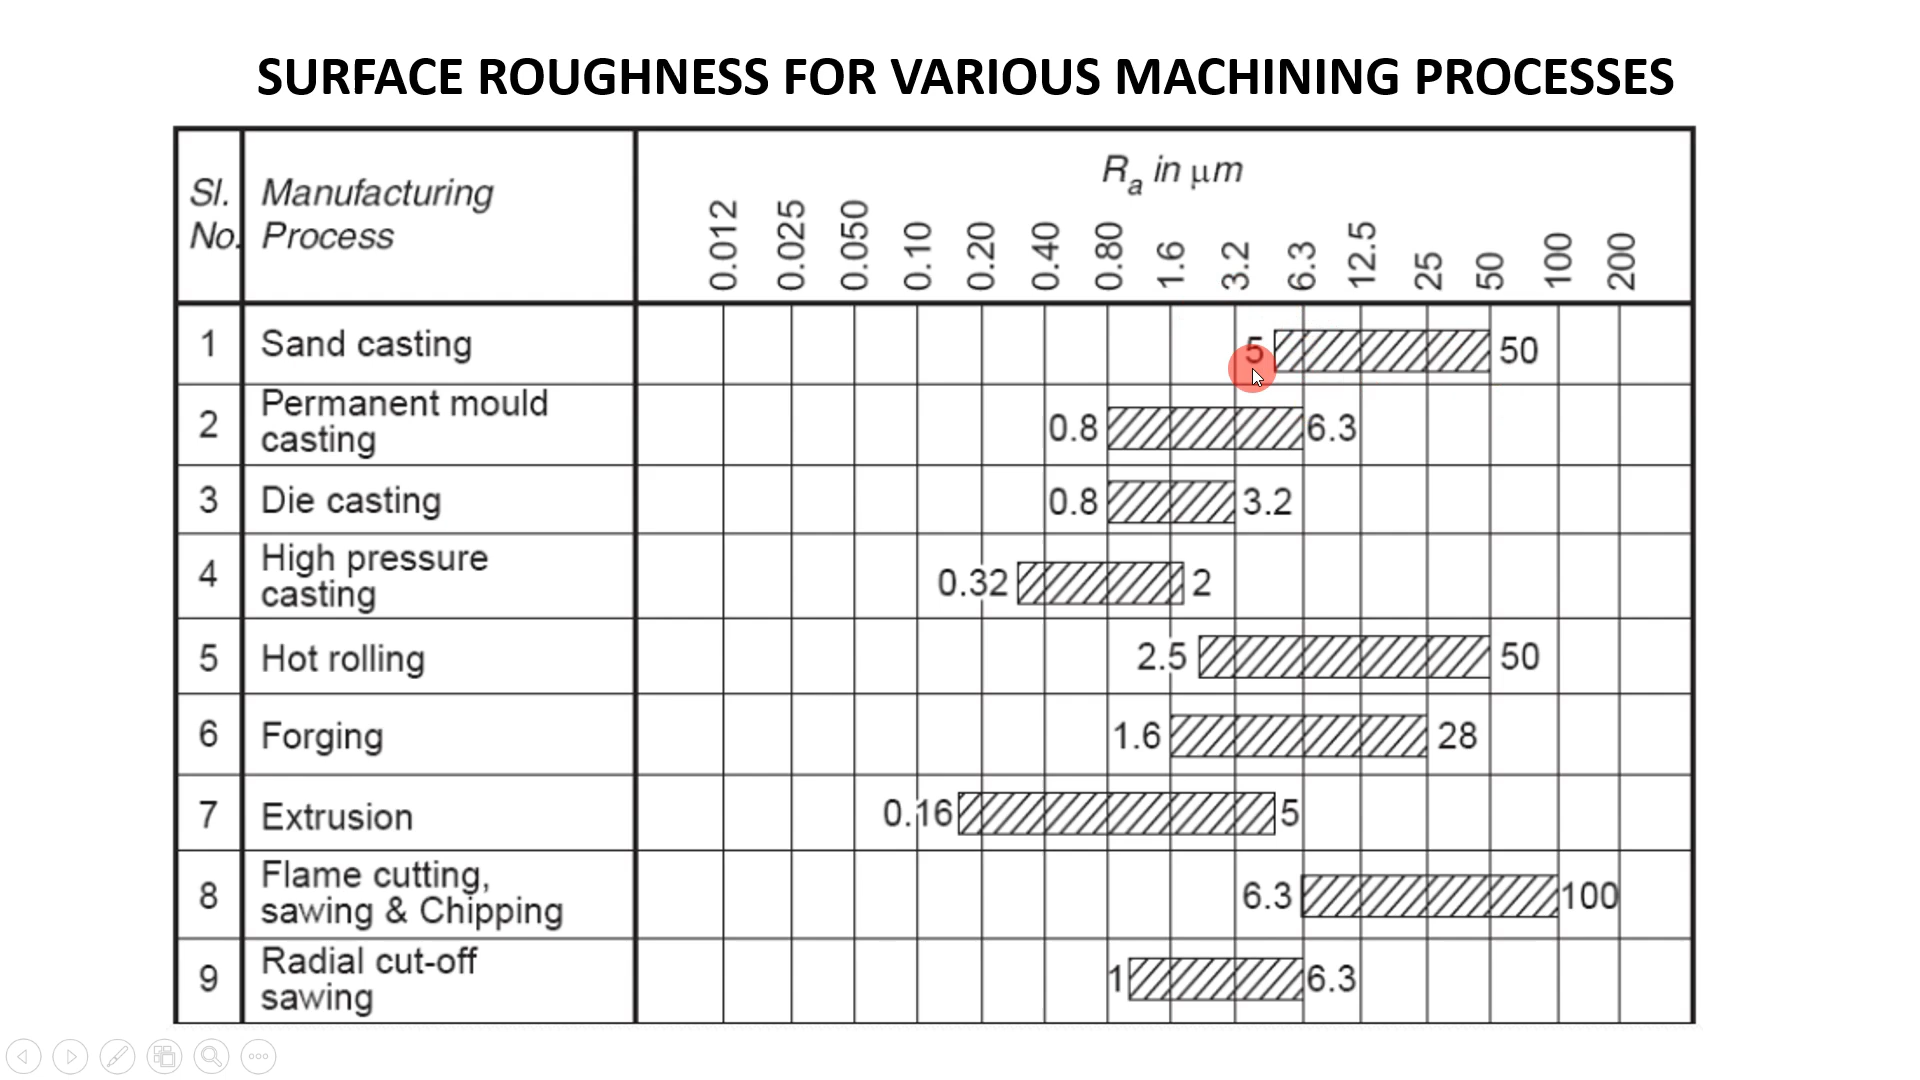 SURFACE ROUGHNESS FOR VARIOUS MACHINING PROCESSES
Sl. No.
Manufacturing Process
Ra in μm
0.012 0.025 0.050 0.10 0.20 0.40 0.80 1.6 3.2 6.3 12.5 25 50 100 200
1 Sand casting 5 50
2 Permanent mould
casting 0.8 6.3
3 Die casting 0.8 3.2
4 High pressure
casting 0.32 2
5 Hot rolling 2.5 50
6 Forging 1.6 28
7 Extrusion 0.16 5
8 Flame cutting,
sawing & Chipping 6.3 100
9 Radial cut-off
sawing 1 6.3